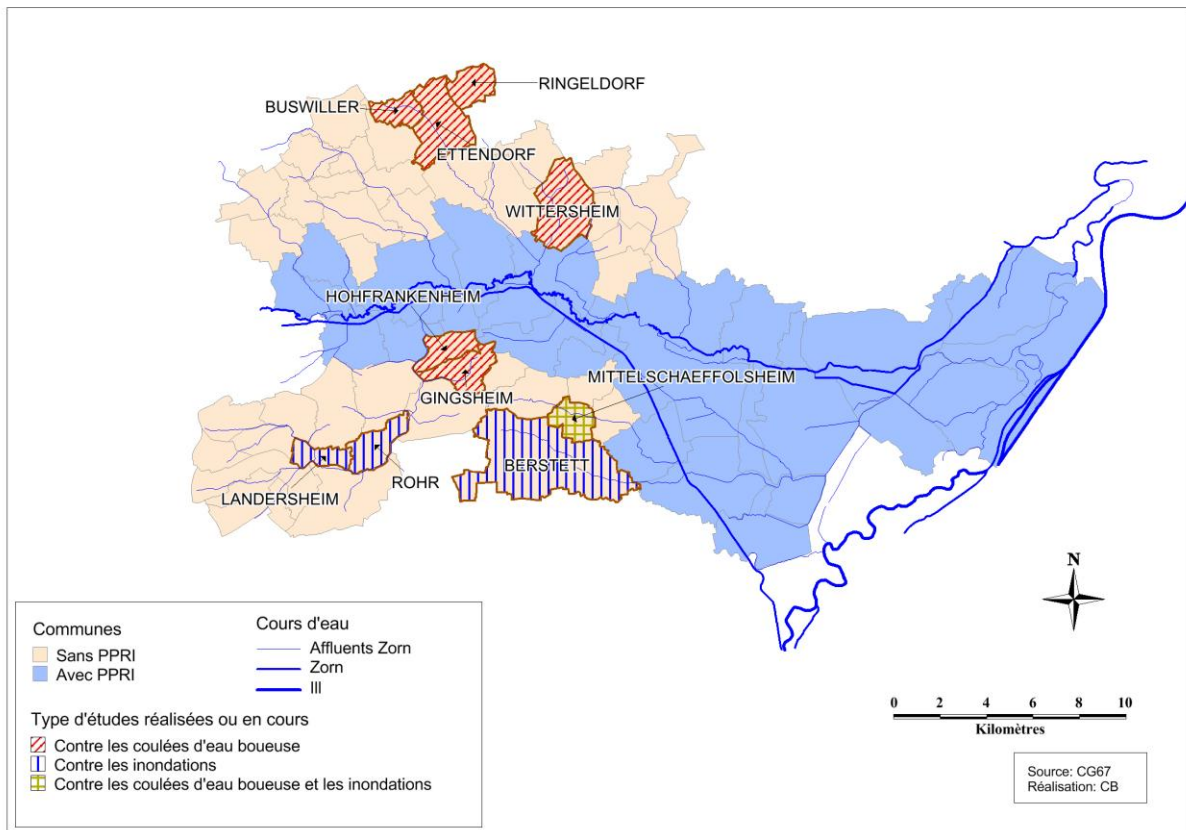 RINGELDORF
BUSWILLER
ETTENDORF
WITTERSHEIM
HOHFRANKENHEIM
MITTELSCHAEFFOLSHEIM
GINGSHEIM
BERSTETT
ROHR
LANDERSHEIM
N
Communes
Sans PPRI
Avec PPRI
Cours d'eau
Affluents Zorn
Zorn
Ill
Type d'études réalisées ou en cours
Contre les coulées d'eau boueuse
Contre les inondations
Contre les coulées d'eau boueuse et les inondations
0 2 4 6 8 10
Kilomètres
Source: CG67
Réalisation: CB